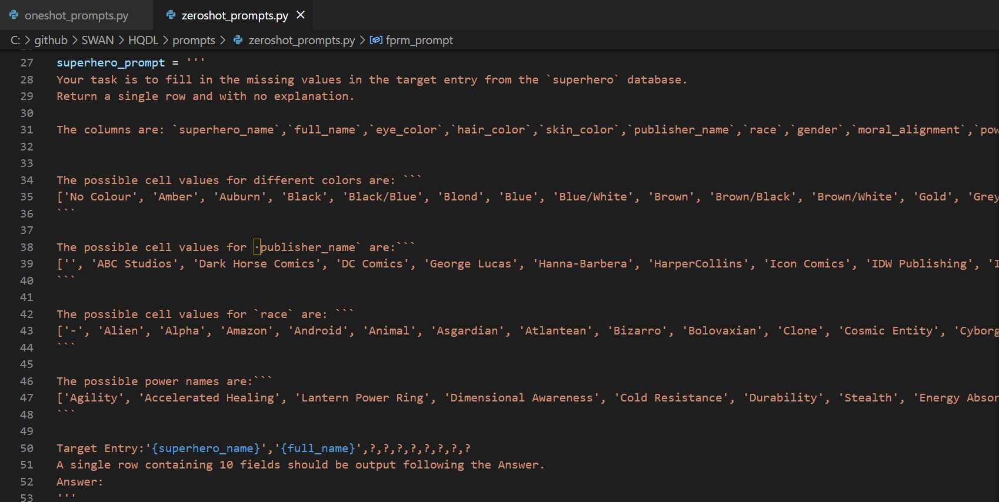 oneshot_prompts.py
zeroshot_prompts.py
C: > github > SWAN > HQDL > prompts > zeroshot_prompts.py > fprm_prompt
27 superhero_prompt = '''
28 Your task is to fill in the missing values in the target entry from the `superhero` database.
29 Return a single row and with no explanation.
30
31 The columns are: `superhero_name`,`full_name`,`eye_color`,`hair_color`,`skin_color`,`publisher_name`,`race`,`gender`,`moral_alignment`,`pow
32
33
34 The possible cell values for different colors are: ```
35 ['No Colour', 'Amber', 'Auburn', 'Black', 'Black/Blue', 'Blond', 'Blue', 'Blue/White', 'Brown', 'Brown/Black', 'Brown/White', 'Gold', 'Grey
36 ```
37
38 The possible cell values for ·publisher_name` are:```
39 ['', 'ABC Studios', 'Dark Horse Comics', 'DC Comics', 'George Lucas', 'Hanna-Barbera', 'HarperCollins', 'Icon Comics', 'IDW Publishing', 'I
40 ```
41
42 The possible cell values for `race` are: ```
43 ['-', 'Alien', 'Alpha', 'Amazon', 'Android', 'Animal', 'Asgardian', 'Atlantean', 'Bizarro', 'Bolovaxian', 'Clone', 'Cosmic Entity', 'Cyborg
44 ```
45
46 The possible power names are:```
47 ['Agility', 'Accelerated Healing', 'Lantern Power Ring', 'Dimensional Awareness', 'Cold Resistance', 'Durability', 'Stealth', 'Energy Absor
48 ```
49
50 Target Entry:'{superhero_name}','{full_name}',?,?,?,?,?,?,?,?
51 A single row containing 10 fields should be output following the Answer.
52 Answer:
53 '''